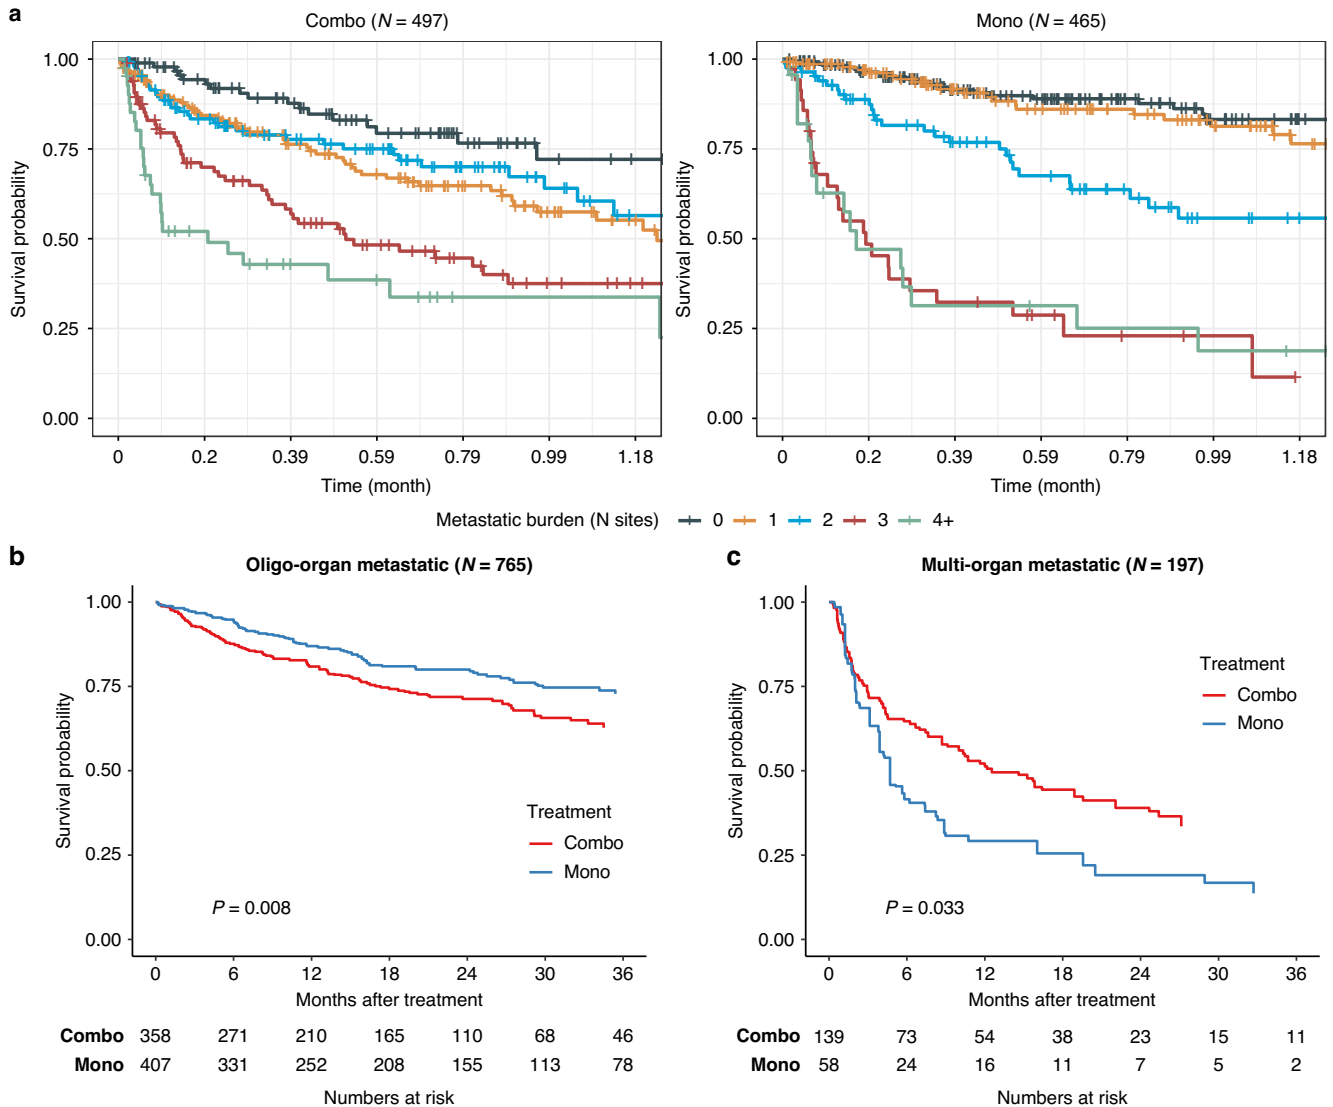 a
Combo (N = 497)
Mono (N = 465)
Survival probability
1.00
0.75
0.50
0.25
0.00
0 0.2 0.39 0.59 0.79 0.99 1.18
Time (month)
Survival probability
1.00
0.75
0.50
0.25
0.00
0 0.2 0.39 0.59 0.79 0.99 1.18
Time (month)
Metastatic burden (N sites) 0 1 2 3 4+
b
Oligo-organ metastatic (N = 765)
Survival probability
1.00
0.75
0.50
0.25
0.00
Treatment
Combo
Mono
P = 0.008
0 6 12 18 24 30 36
Months after treatment
Combo 358 271 210 165 110 68 46
Mono 407 331 252 208 155 113 78
Numbers at risk
c
Multi-organ metastatic (N = 197)
Survival probability
1.00
0.75
0.50
0.25
0.00
Treatment
Combo
Mono
P = 0.033
0 6 12 18 24 30 36
Months after treatment
Combo 139 73 54 38 23 15 11
Mono 58 24 16 11 7 5 2
Numbers at risk